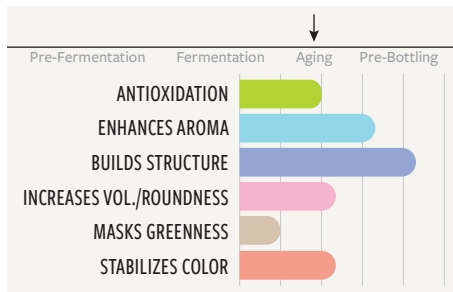 Pre-Fermentation Fermentation Aging Pre-Bottling
ANTIOXIDATION
ENHANCES AROMA
BUILDS STRUCTURE
INCREASES VOL./ROUNDNESS
MASKS GREENNESS
STABILIZES COLOR